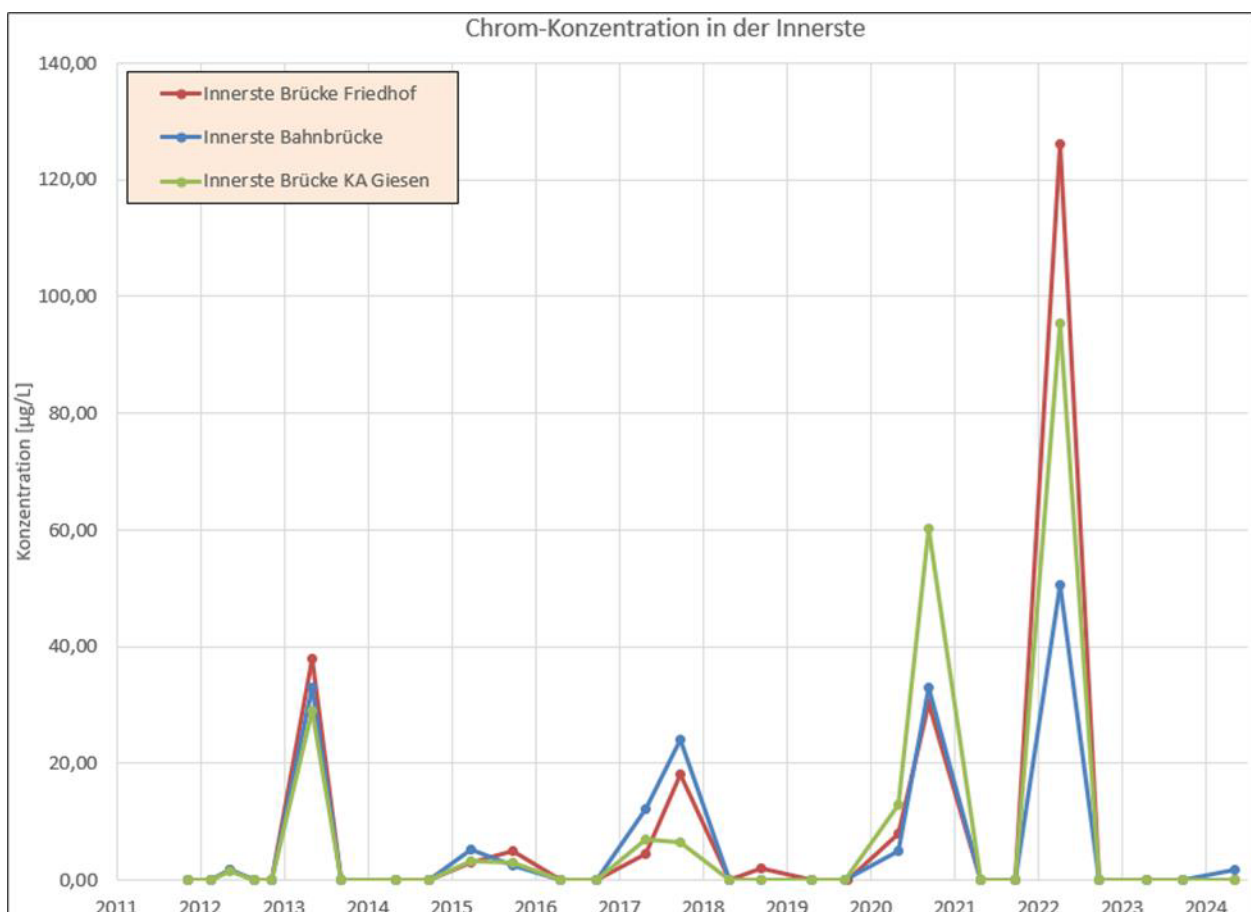 Chrom-Konzentration in der Innerste
140,00
120,00
100,00
80,00
60,00
40,00
20,00
0,00
Konzentration [µg/L]
Innerste Brücke Friedhof
Innerste Bahnbrücke
Innerste Brücke KA Giesen
2011 2012 2013 2014 2015 2016 2017 2018 2019 2020 2021 2022 2023 2024